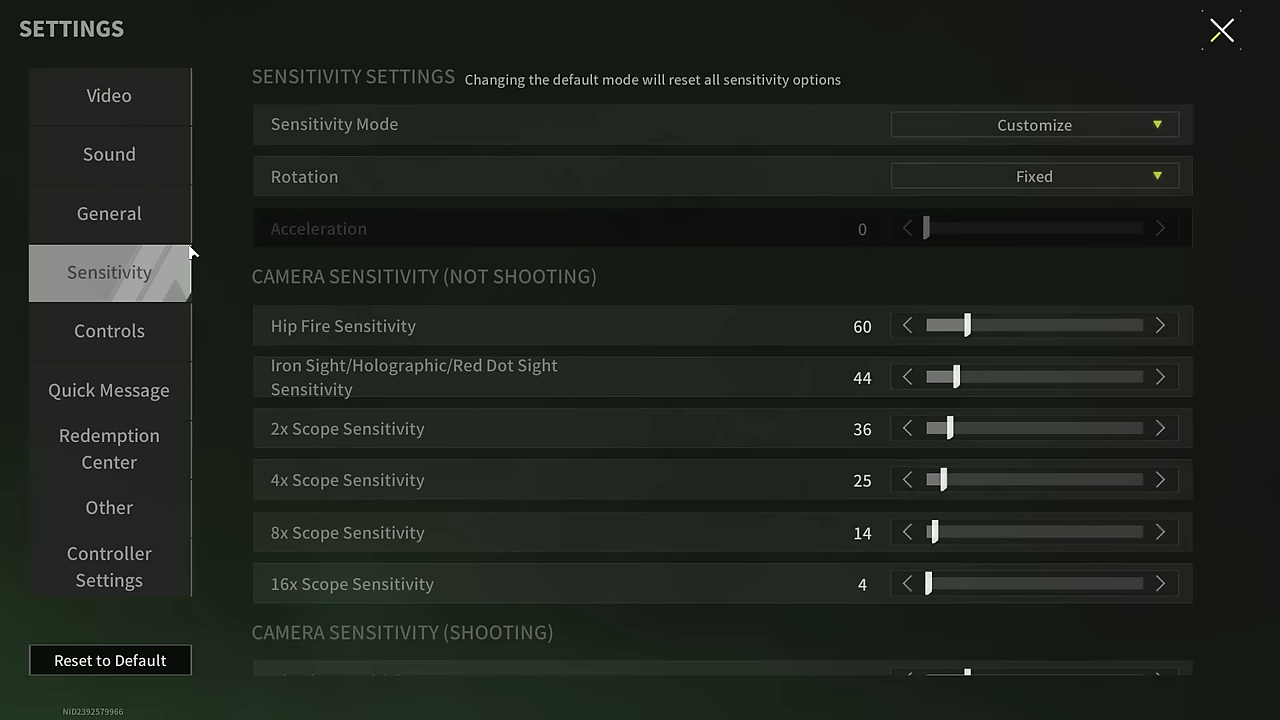 SETTINGS
Video
Sound
General
Sensitivity
Controls
Quick Message
Redemption
Center
Other
Controller
Settings
Reset to Default
NID2392579966
SENSITIVITY SETTINGS Changing the default mode will reset all sensitivity options
Sensitivity Mode Customize
Rotation Fixed
Acceleration 0
CAMERA SENSITIVITY (NOT SHOOTING)
Hip Fire Sensitivity 60
Iron Sight/Holographic/Red Dot Sight
Sensitivity 44
2x Scope Sensitivity 36
4x Scope Sensitivity 25
8x Scope Sensitivity 14
16x Scope Sensitivity 4
CAMERA SENSITIVITY (SHOOTING)